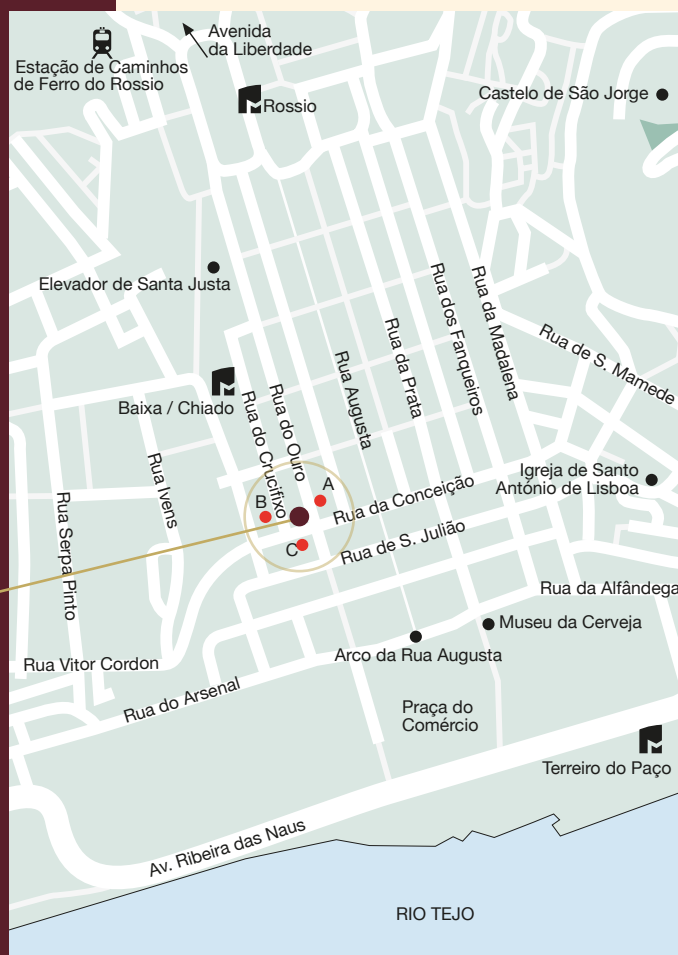 Avenida
da Liberdade
Estação de Caminhos
de Ferro do Rossio
Rossio
Castelo de São Jorge
Elevador de Santa Justa
Baixa / Chiado
Rua do Crucifixo
Rua do Ouro
Rua Augusta
Rua da Prata
Rua dos Fanqueiros
Rua da Madalena
Rua de S. Mamede
Rua Ivens
Rua Serpa Pinto
A
B
C
Rua da Conceição
Rua de S. Julião
Igreja de Santo
António de Lisboa
Rua da Alfândega
Museu da Cerveja
Arco da Rua Augusta
Rua Vitor Cordon
Rua do Arsenal
Praça do
Comércio
Terreiro do Paço
Av. Ribeira das Naus
RIO TEJO